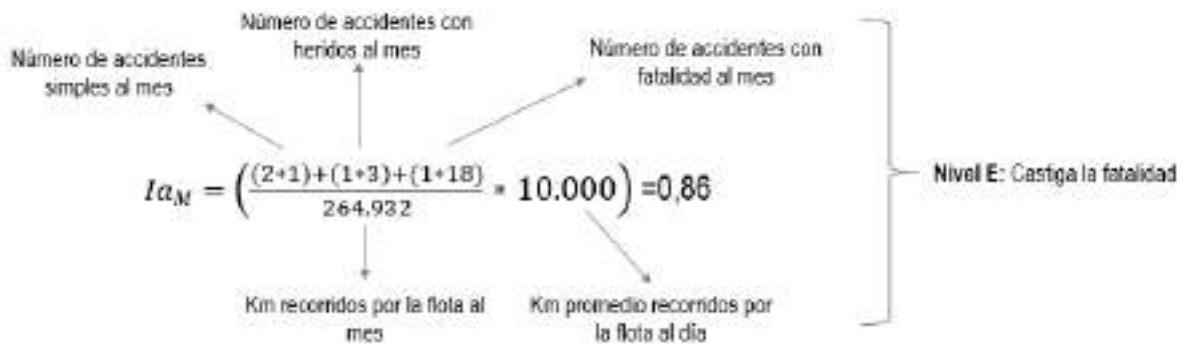 Número de accidentes
simples al mes
Número de accidentes con
heridos al mes
Número de accidentes con
fatalidad al mes
Ia_M = ( ((2*1)+(1*3)+(1*18)) / 264.932 * 10.000 ) =0,86
Nivel E: Castiga la fatalidad
Km recorridos por la flota al
mes
Km promedio recorridos por
la flota al día